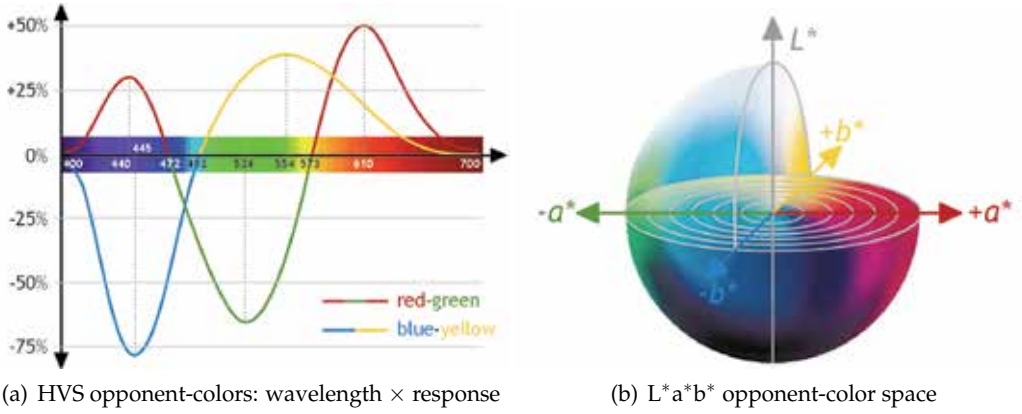 +50%
+25%
0%
-25%
-50%
-75%
445
400 440 472 491 524 554 573 610 700
red-green
blue-yellow
L*
+b*
-a*
+a*
-b*
(a) HVS opponent-colors: wavelength × response
(b) L*a*b* opponent-color space